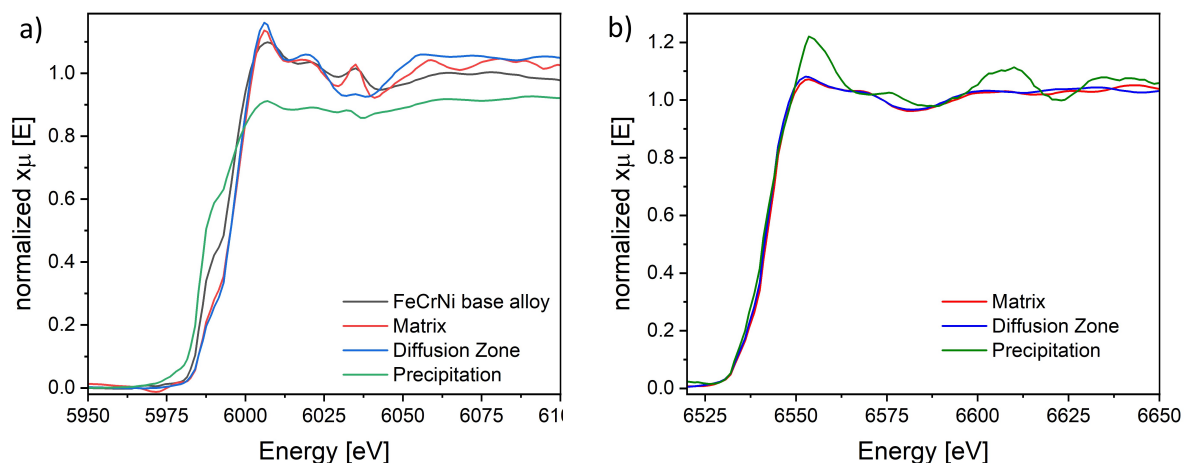 a)
normalized xμ [E]
1.0
0.8
0.6
0.4
0.2
0.0
FeCrNi base alloy
Matrix
Diffusion Zone
Precipitation
5950 5975 6000 6025 6050 6075 610
Energy [eV]
b)
normalized xμ [E]
1.2
1.0
0.8
0.6
0.4
0.2
0.0
Matrix
Diffusion Zone
Precipitation
6525 6550 6575 6600 6625 6650
Energy [eV]